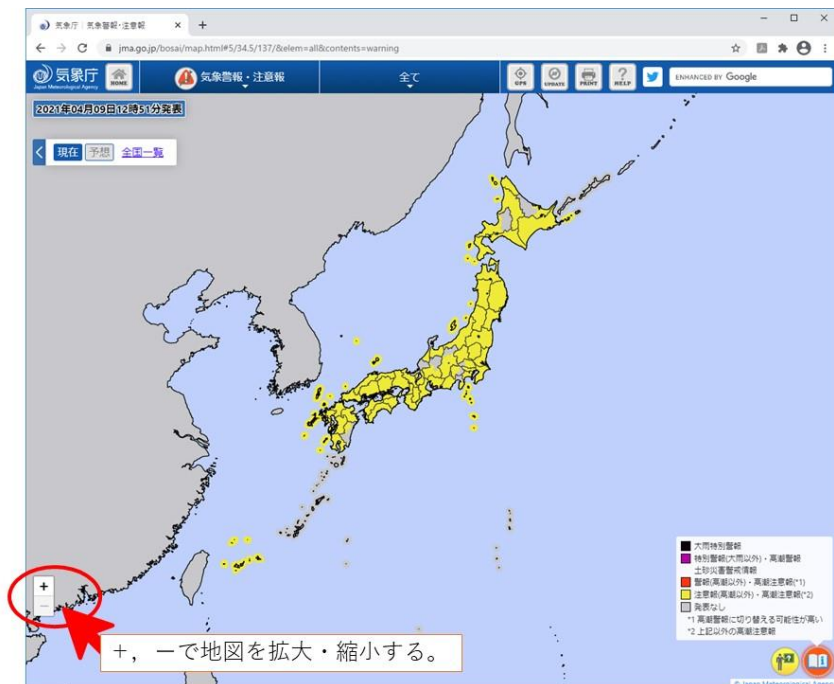 気象庁 | 気象警報・注意報
jma.go.jp/bosai/map.html#5/34.5/137/&elem=all&contents=warning
気象庁
Japan Meteorological Agency
HOME
気象警報・注意報
全て
GPS
UPDATE
PRINT
HELP
ENHANCED BY Google
2021年04月09日12時51分発表
現在 予想 全国一覧
大雨特別警報
特別警報(大雨以外)・高潮警報
土砂災害警戒情報
警報(高潮以外)・高潮注意報(*1)
注意報(高潮以外)・高潮注意報(*2)
発表なし
*1 高潮警報に切り替える可能性が高い
*2 上記以外の高潮注意報
+
−
+，−で地図を拡大・縮小する。
© Japan Meteorological Agency